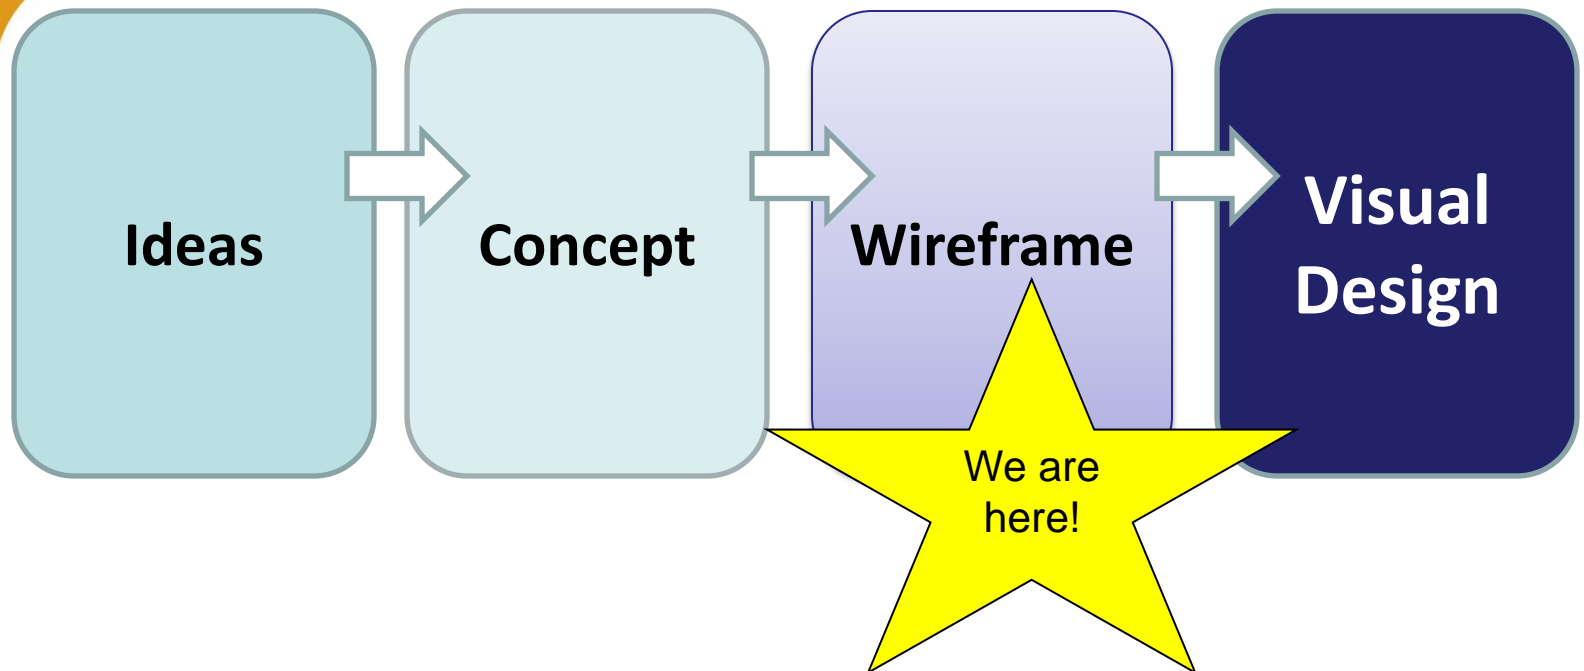 Ideas
Concept
Wireframe
Visual
Design
We are
here!